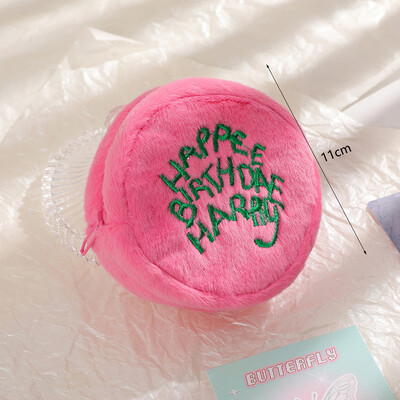 HAPPEE
BIRTHDAE
HARRY
11cm
BUTTERFLY